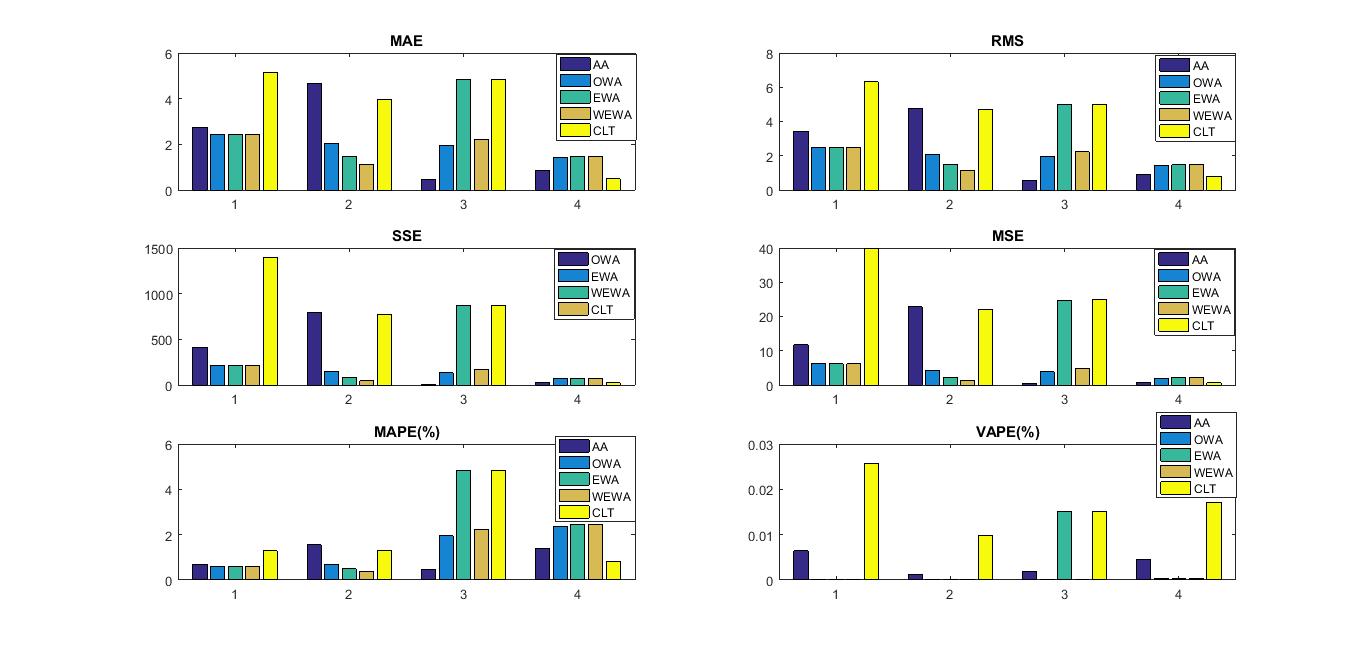 MAE
6
4
2
0
1 2 3 4
AA
OWA
EWA
WEWA
CLT
RMS
8
6
4
2
0
1 2 3 4
AA
OWA
EWA
WEWA
CLT
SSE
1500
1000
500
0
1 2 3 4
OWA
EWA
WEWA
CLT
MSE
40
30
20
10
0
1 2 3 4
AA
OWA
EWA
WEWA
CLT
MAPE(%)
6
4
2
0
1 2 3 4
AA
OWA
EWA
WEWA
CLT
VAPE(%)
0.03
0.02
0.01
0
1 2 3 4
AA
OWA
EWA
WEWA
CLT